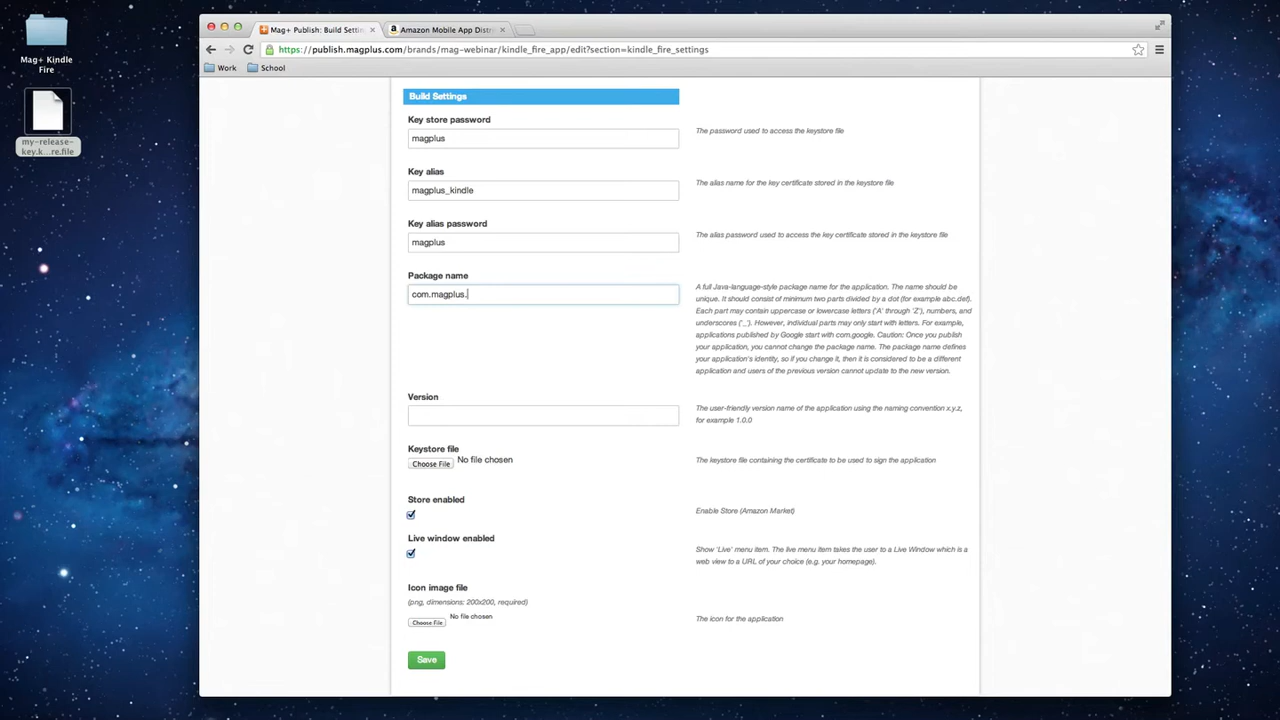 Mag+ Kindle
Fire
my-release-
key.k...re.file
Mag+ Publish: Build Settin
Amazon Mobile App Distr
https://publish.magplus.com/brands/mag-webinar/kindle_fire_app/edit?section=kindle_fire_settings
Work School
Build Settings
Key store password
magplus
The password used to access the keystore file
Key alias
magplus_kindle
The alias name for the key certificate stored in the keystore file
Key alias password
magplus
The alias password used to access the key certificate stored in the keystore file
Package name
com.magplus.
A full Java-language-style package name for the application. The name should be
unique. It should consist of minimum two parts divided by a dot (for example abc.def).
Each part may contain uppercase or lowercase letters ('A' through 'Z'), numbers, and
underscores ('_'). However, individual parts may only start with letters. For example,
applications published by Google start with com.google. Caution: Once you publish
your application, you cannot change the package name. The package name defines
your application's identity, so if you change it, then it is considered to be a different
application and users of the previous version cannot update to the new version.
Version
The user-friendly version name of the application using the naming convention x.y.z,
for example 1.0.0
Keystore file
Choose File No file chosen
The keystore file containing the certificate to be used to sign the application
Store enabled
Enable Store (Amazon Market)
Live window enabled
Show 'Live' menu item. The live menu item takes the user to a Live Window which is a
web view to a URL of your choice (e.g. your homepage).
Icon image file
(png, dimensions: 200x200, required)
Choose File No file chosen
The icon for the application
Save